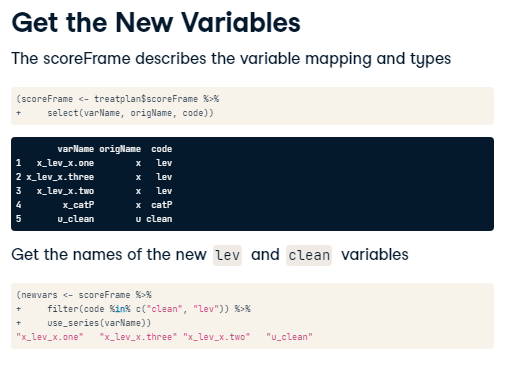 Get the New Variables
The scoreFrame describes the variable mapping and types
(scoreFrame <- treatplan$scoreFrame %>%
+     select(varName, origName, code))
varName origName  code
1   x_lev_x.one        x   lev
2 x_lev_x.three        x   lev
3   x_lev_x.two        x   lev
4        x_catP        x  catP
5       u_clean        u clean
Get the names of the new lev and clean variables
(newvars <- scoreFrame %>%
+     filter(code %in% c("clean", "lev")) %>%
+     use_series(varName))
"x_lev_x.one"   "x_lev_x.three" "x_lev_x.two"   "u_clean"